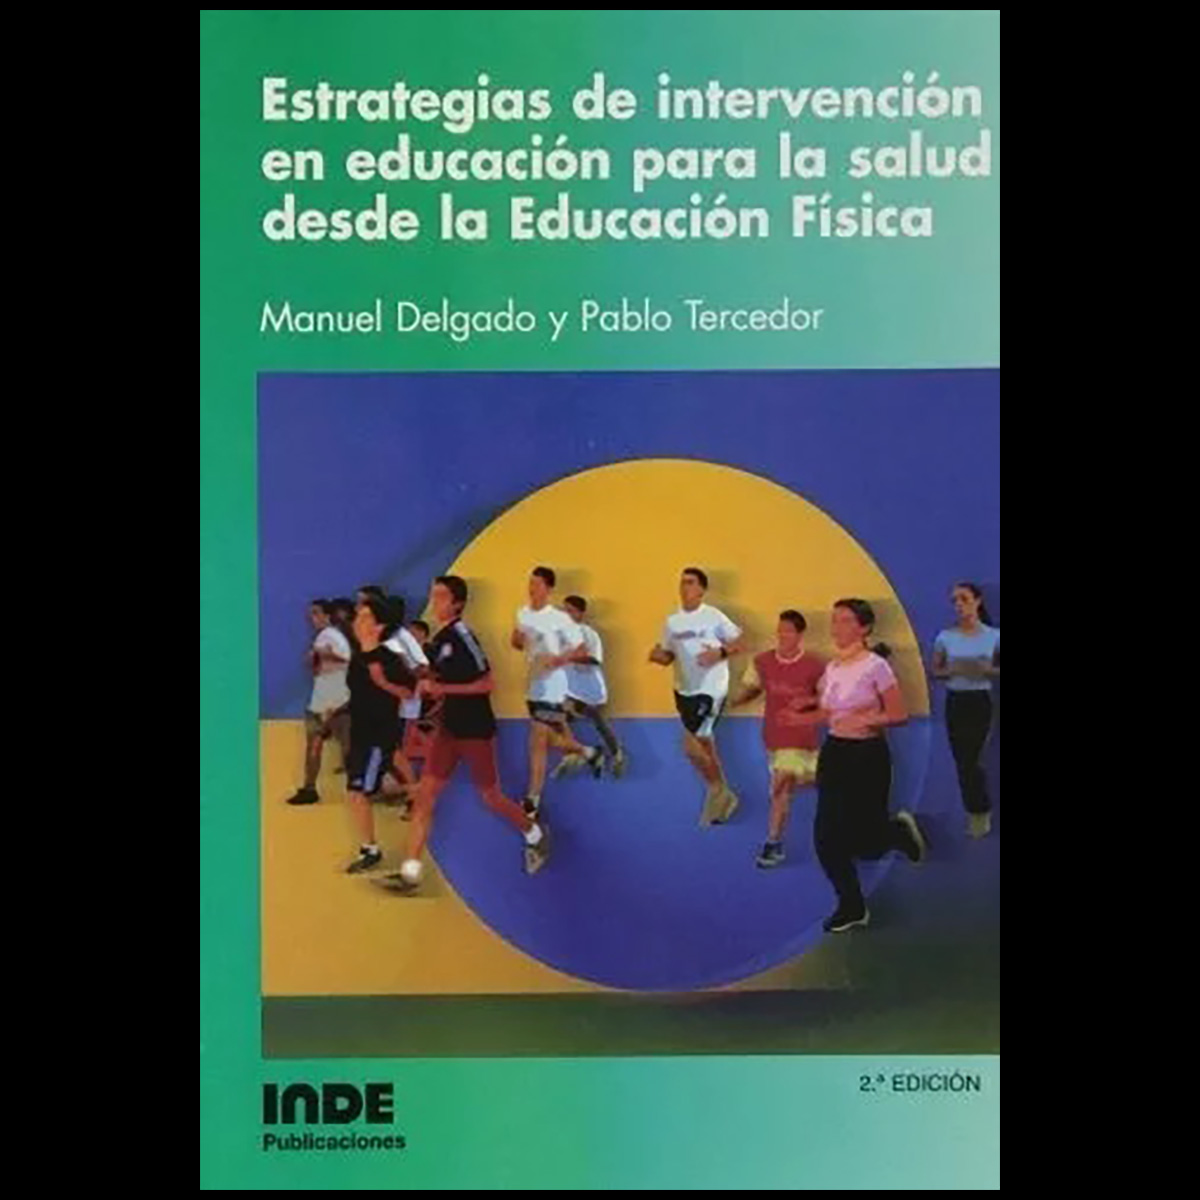 Estrategias de intervención
en educación para la salud
desde la Educación Física
Manuel Delgado y Pablo Tercedor
2.ª EDICIÓN
INDE
Publicaciones